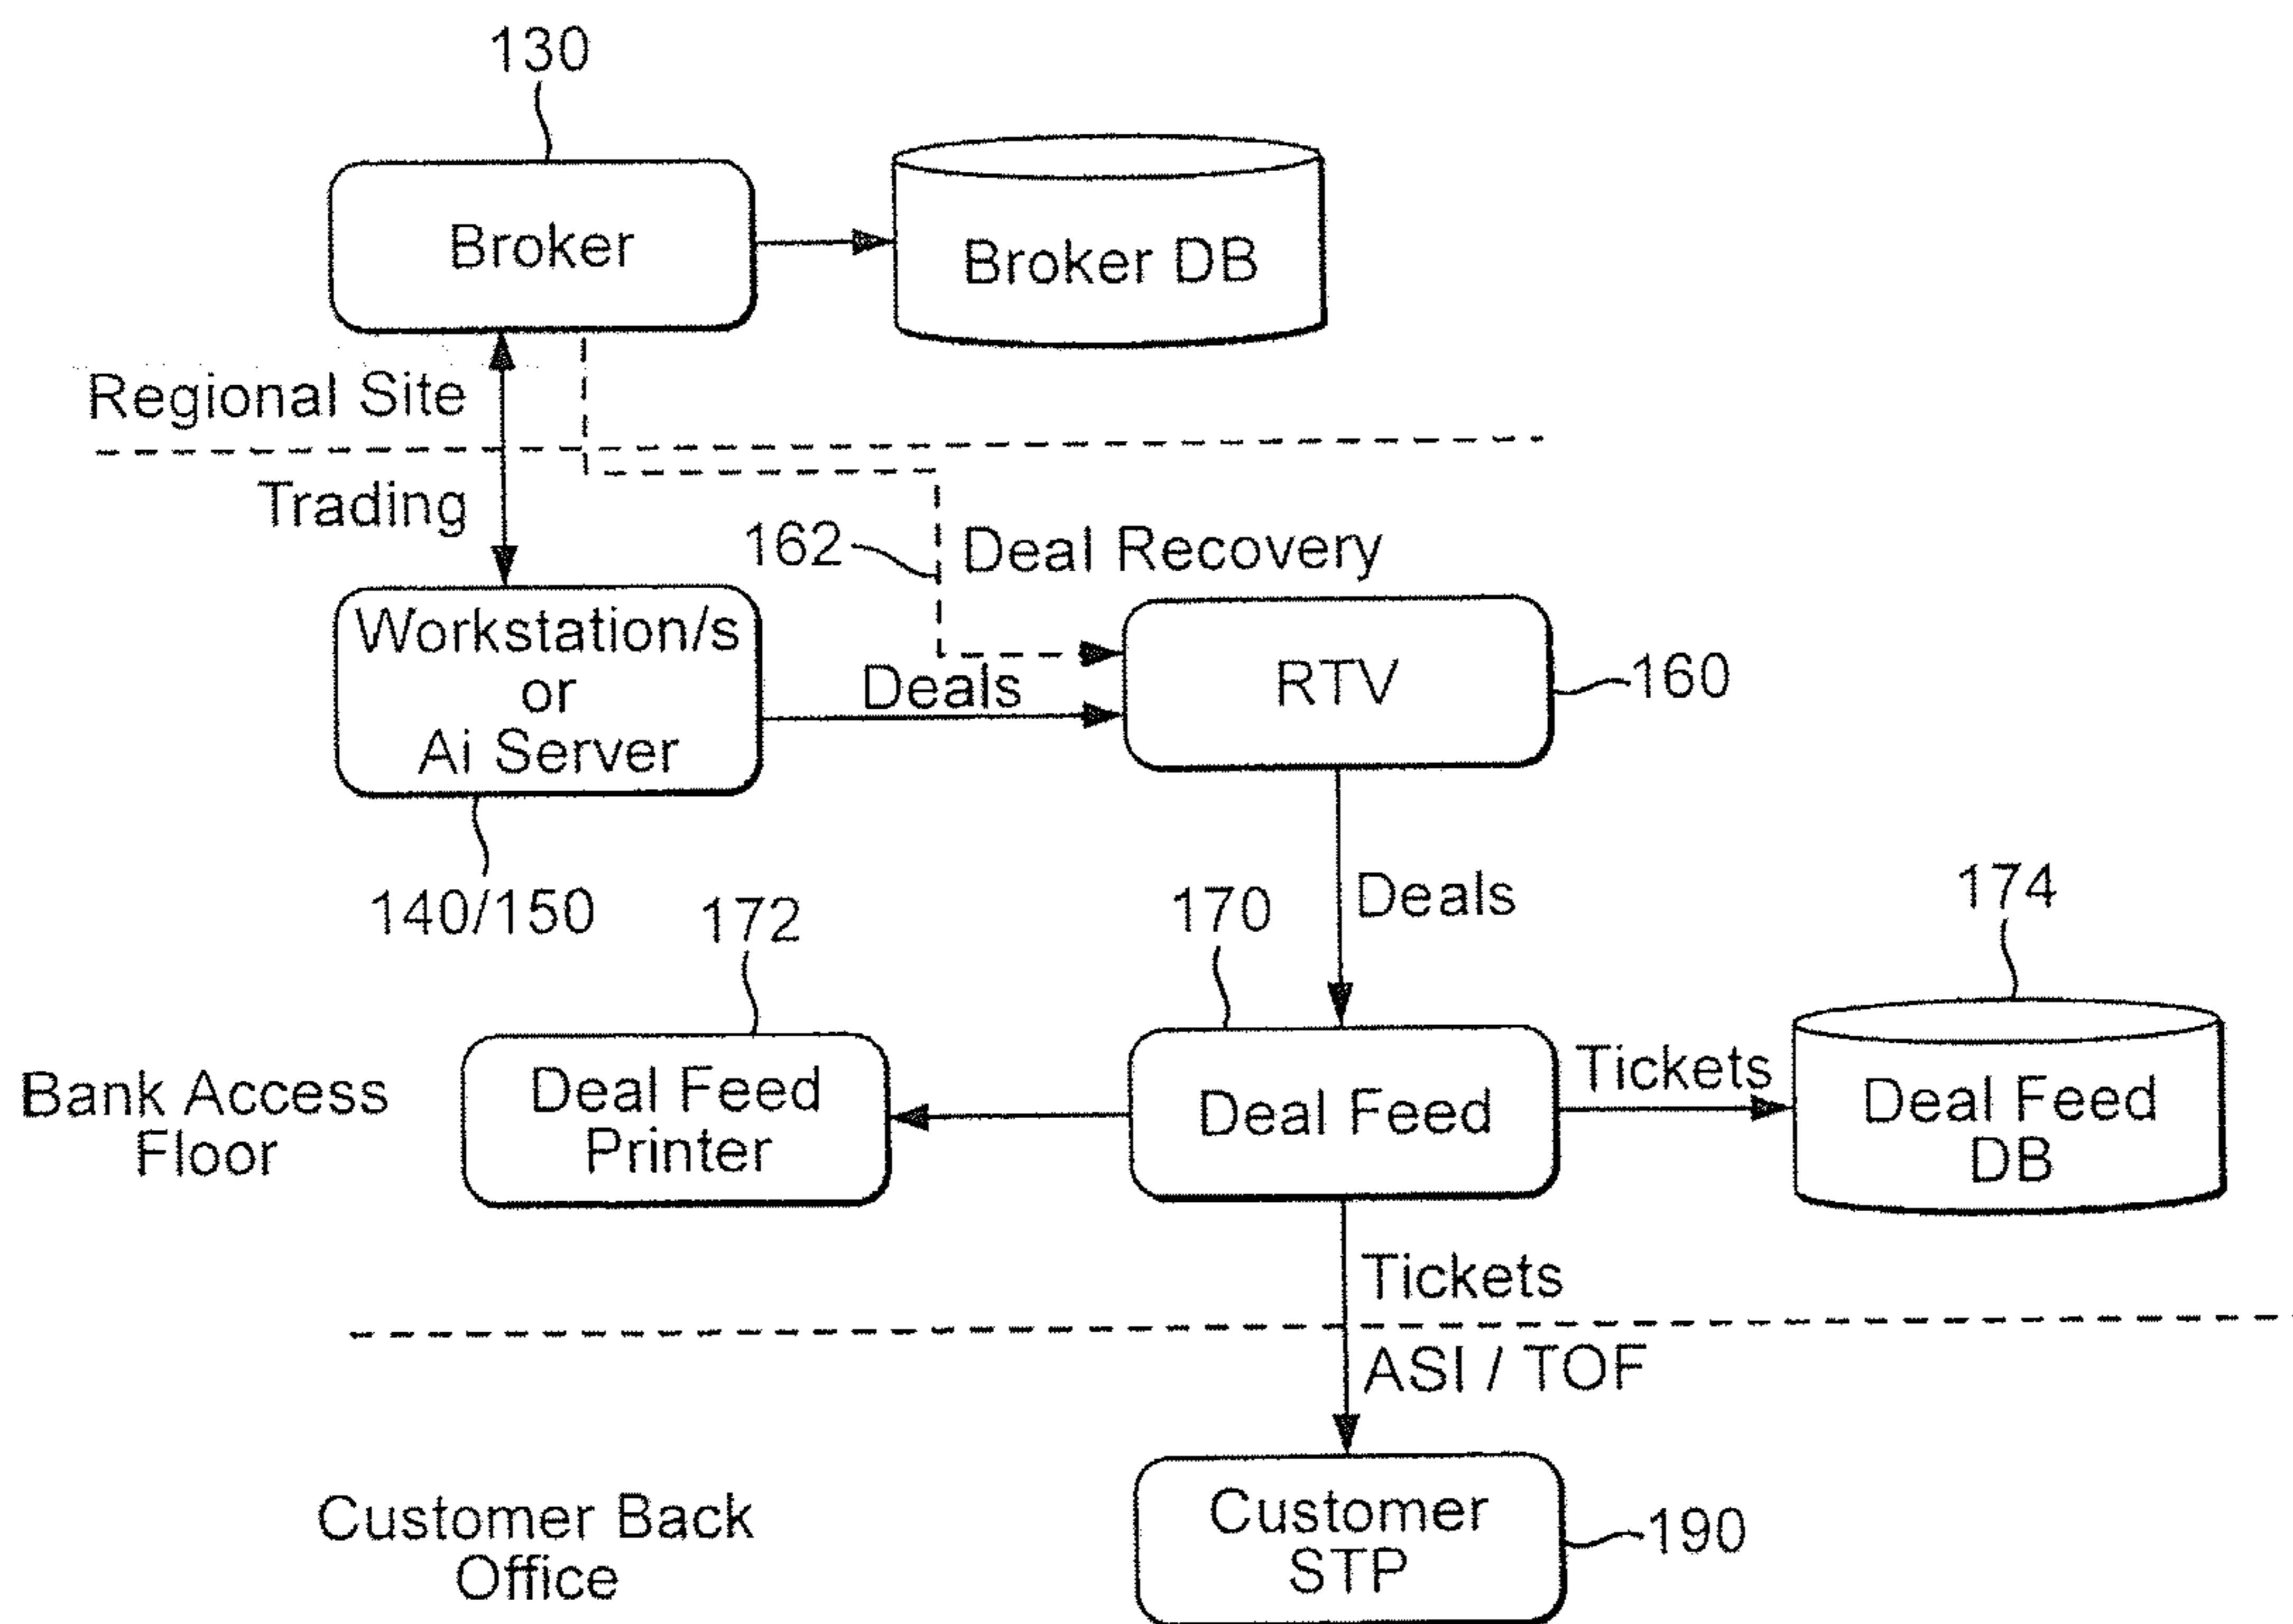 130
Broker
Broker DB
Regional Site
Trading
162
Deal Recovery
Workstation/s
or
Ai Server
Deals
RTV
160
140/150
172
170
Deals
174
Bank Access
Floor
Deal Feed
Printer
Deal Feed
Tickets
Deal Feed
DB
Tickets
ASI / TOF
Customer Back
Office
Customer
STP
190